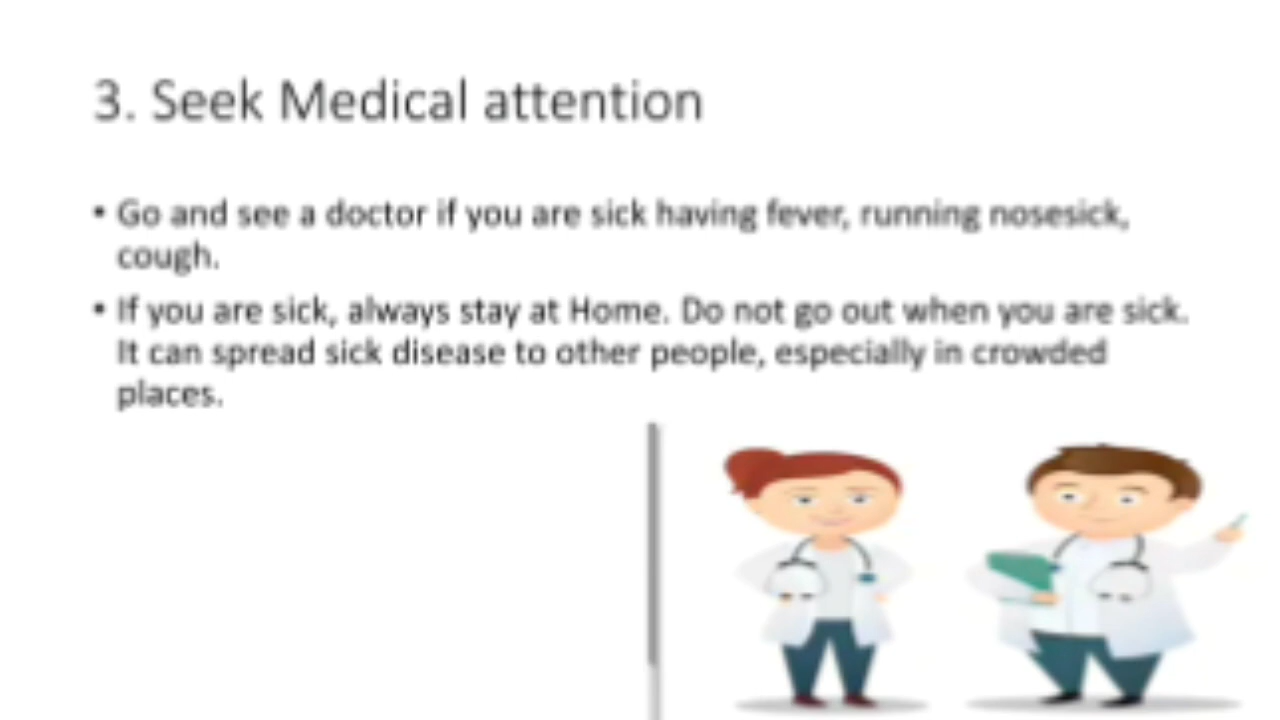 3. Seek Medical attention
• Go and see a doctor if you are sick having fever, running nosesick,
cough.
• If you are sick, always stay at Home. Do not go out when you are sick.
It can spread sick disease to other people, especially in crowded
places.